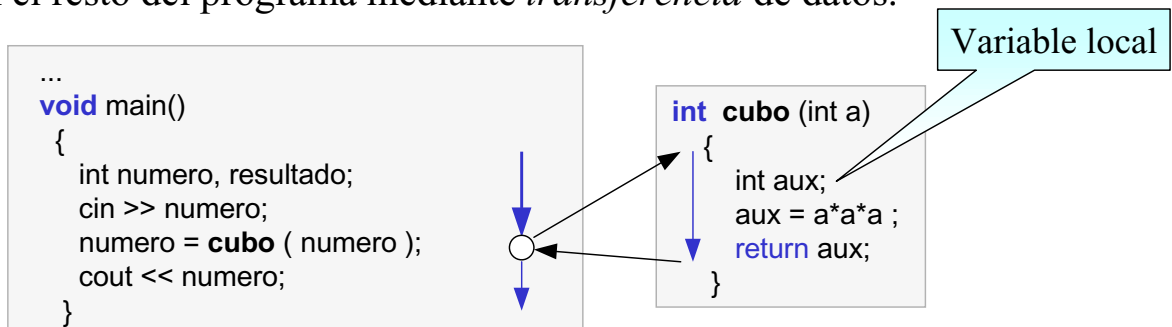 el resto del programa mediante transferencia de datos.
Variable local
...
void main()
{
int numero, resultado;
cin >> numero;
numero = cubo ( numero );
cout << numero;
}
int cubo (int a)
{
int aux;
aux = a*a*a ;
return aux;
}